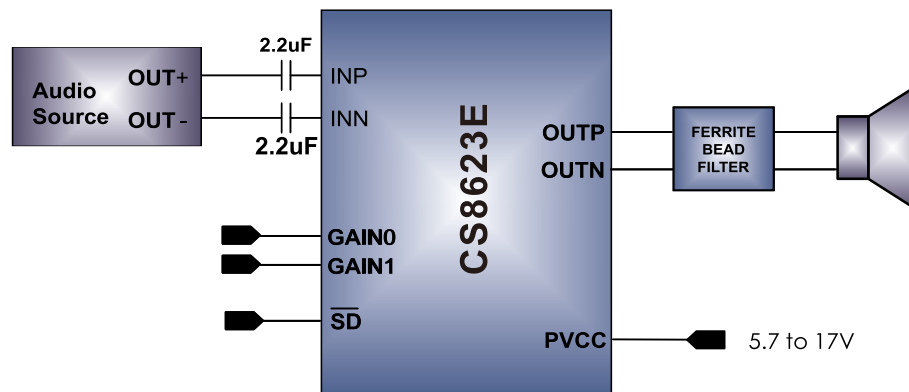 Audio
Source
OUT+
OUT-
2.2uF
2.2uF
INP
INN
GAIN0
GAIN1
SD
CS8623E
OUTP
OUTN
PVCC
FERRITE
BEAD
FILTER
5.7 to 17V